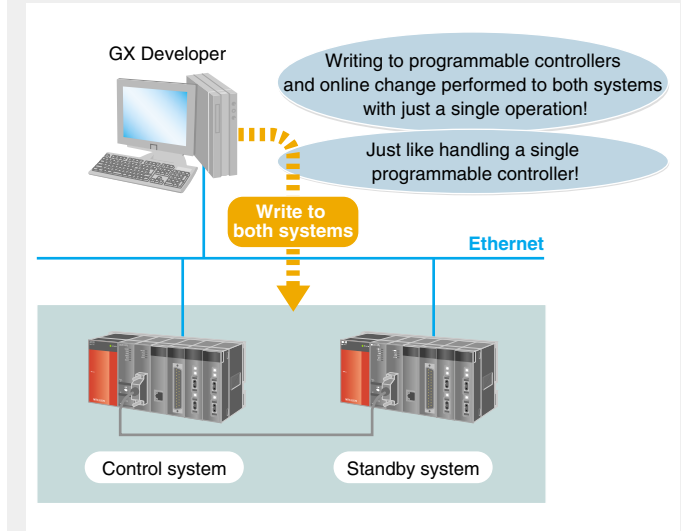 GX Developer
Writing to programmable controllers
and online change performed to both systems
with just a single operation!
Just like handling a single
programmable controller!
Write to
both systems
Ethernet
Control system
Standby system